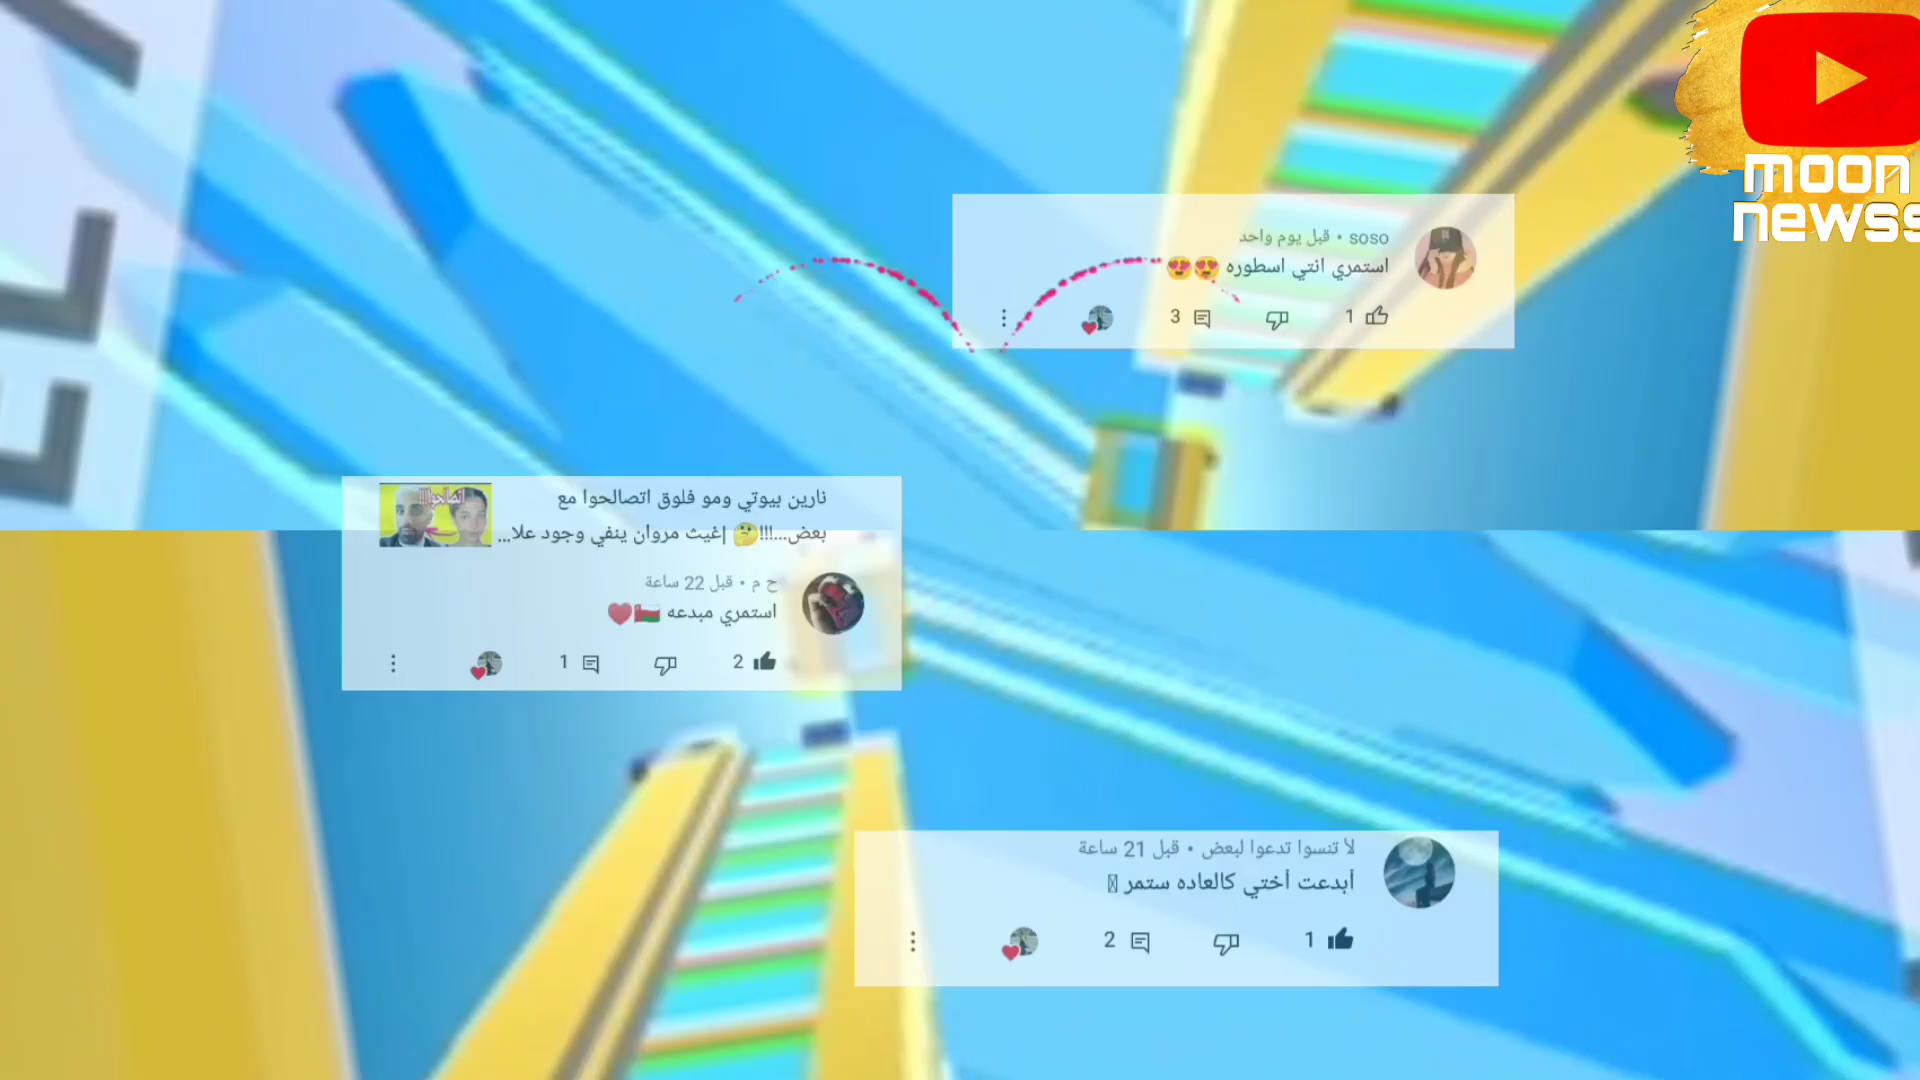 moon
newss
soso • قبل يوم واحد
استمري انتي اسطوره 😍😍
3
1
نارين بيوتي ومو فلوق اتصالحوا مع
بعض...!!!🤔 |غيث مروان ينفي وجود علا...
ح م • قبل 22 ساعة
استمري مبدعه 🇴🇲❤️
1
2
لأ تنسوا تدعوا لبعض • قبل 21 ساعة
أبدعت أختي كالعاده ستمر
2
1